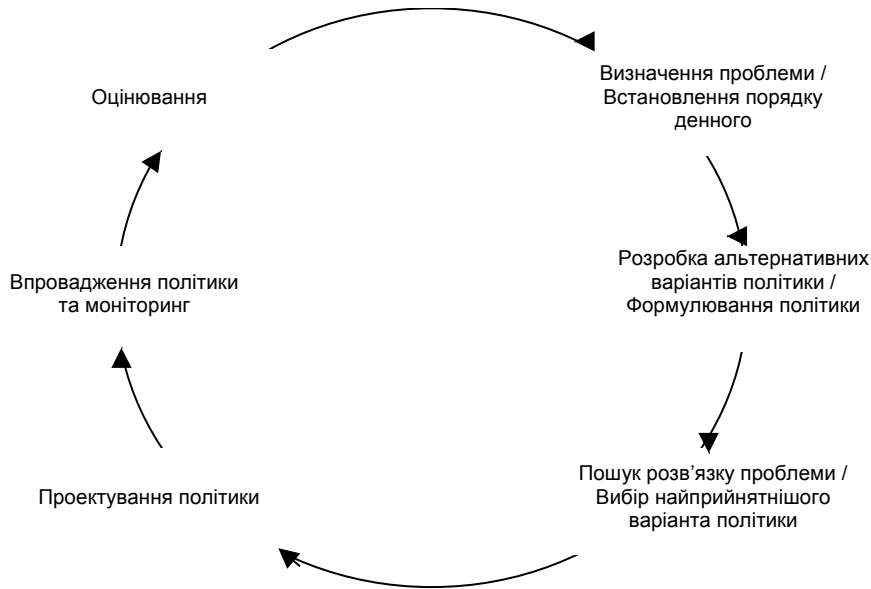 Визначення проблеми /
Встановлення порядку
денного
Розробка альтернативних
варіантів політики /
Формулювання політики
Пошук розв’язку проблеми /
Вибір найприйнятнішого
варіанта політики
Проектування політики
Впровадження політики
та моніторинг
Оцінювання